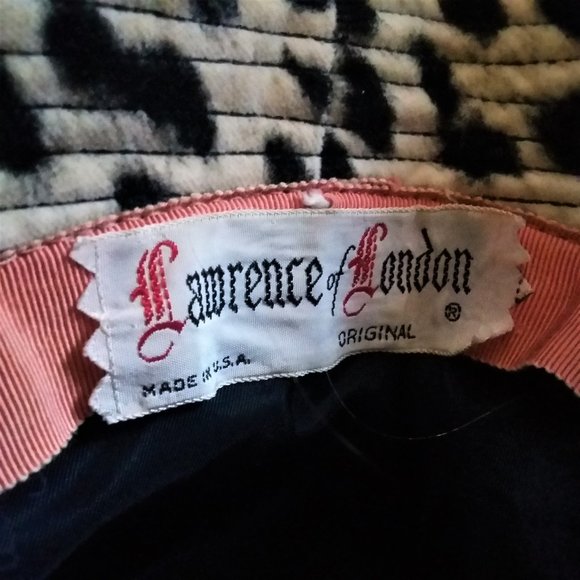 Lawrence of London
ORIGINAL ®
MADE IN U.S.A.